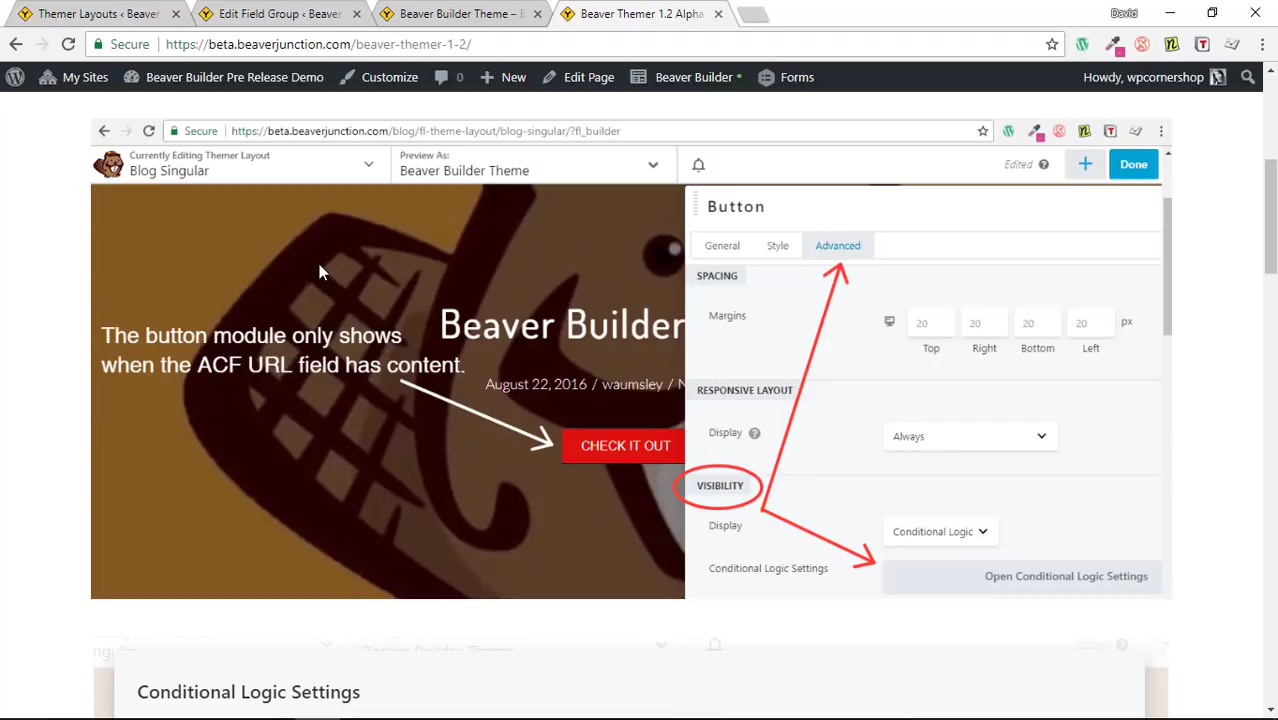 Themer Layouts ‹ Beaver
Edit Field Group ‹ Beaver
Beaver Builder Theme –
Beaver Themer 1.2 Alpha
David
Secure
https://beta.beaverjunction.com/beaver-themer-1-2/
My Sites
Beaver Builder Pre Release Demo
Customize
0
New
Edit Page
Beaver Builder
Forms
Howdy, wpcornershop
Secure
https://beta.beaverjunction.com/blog/fl-theme-layout/blog-singular/?fl_builder
Currently Editing Themer Layout
Blog Singular
Preview As:
Beaver Builder Theme
Edited
Done
Button
General
Style
Advanced
SPACING
Margins
20
20
20
20
px
Top
Right
Bottom
Left
The button module only shows
when the ACF URL field has content.
Beaver Builder
August 22, 2016 / waumsley /
CHECK IT OUT
RESPONSIVE LAYOUT
Display
Always
VISIBILITY
Display
Conditional Logic
Conditional Logic Settings
Open Conditional Logic Settings
Conditional Logic Settings